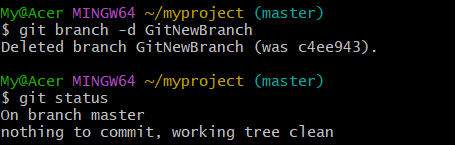 My@Acer MINGW64 ~/myproject (master)
$ git branch -d GitNewBranch
Deleted branch GitNewBranch (was c4ee943).
My@Acer MINGW64 ~/myproject (master)
$ git status
On branch master
nothing to commit, working tree clean